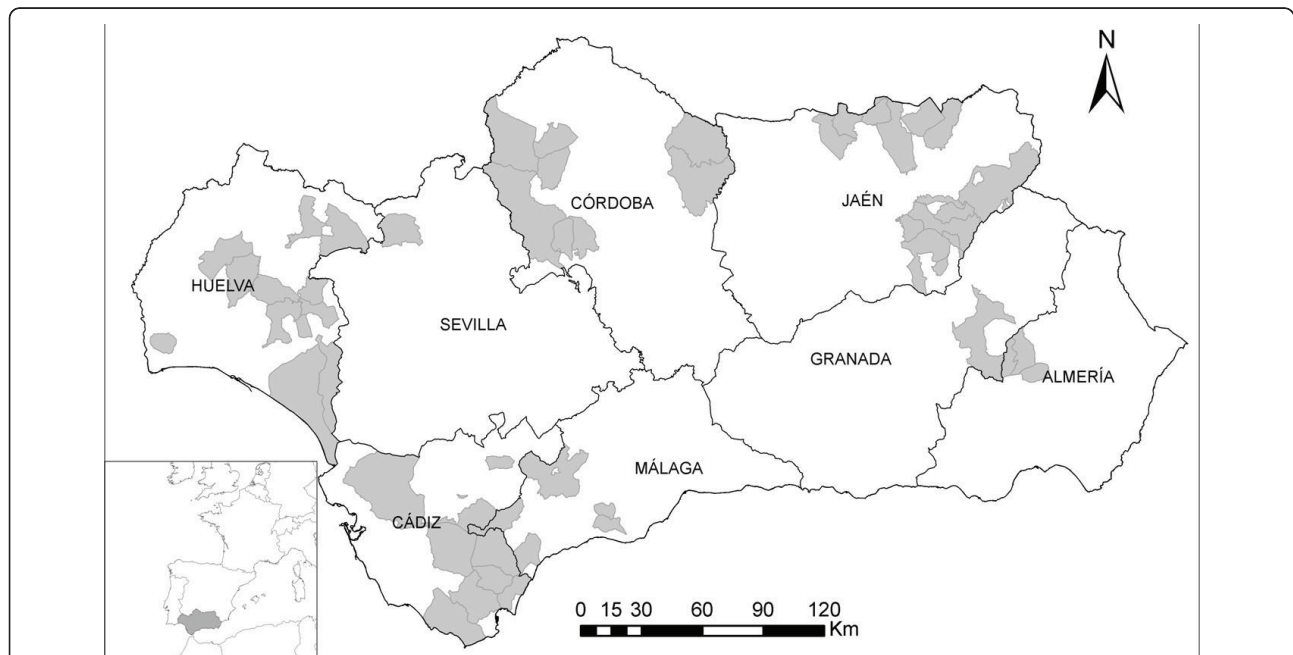 N
CÓRDOBA
JAÉN
HUELVA
SEVILLA
GRANADA
ALMERÍA
MÁLAGA
CÁDIZ
0 15 30 60 90 120
Km